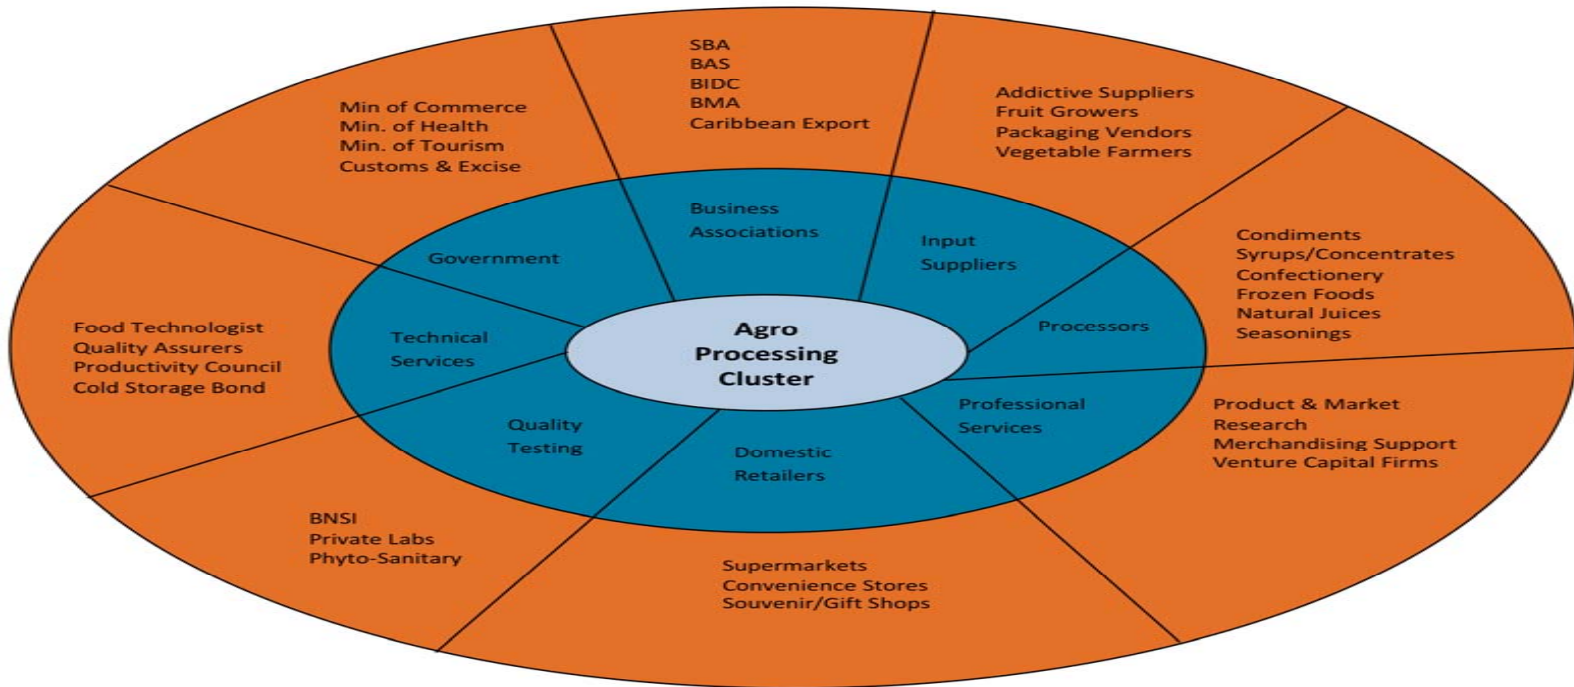 SBA
BAS
BIDC
BMA
Caribbean Export
Addictive Suppliers
Fruit Growers
Packaging Vendors
Vegetable Farmers
Min of Commerce
Min. of Health
Min. of Tourism
Customs & Excise
Business
Associations
Input
Suppliers
Government
Condiments
Syrups/Concentrates
Confectionery
Frozen Foods
Natural Juices
Seasonings
Processors
Agro
Processing
Cluster
Technical
Services
Food Technologist
Quality Assurers
Productivity Council
Cold Storage Bond
Professional
Services
Product & Market
Research
Merchandising Support
Venture Capital Firms
Quality
Testing
Domestic
Retailers
BNSI
Private Labs
Phyto-Sanitary
Supermarkets
Convenience Stores
Souvenir/Gift Shops